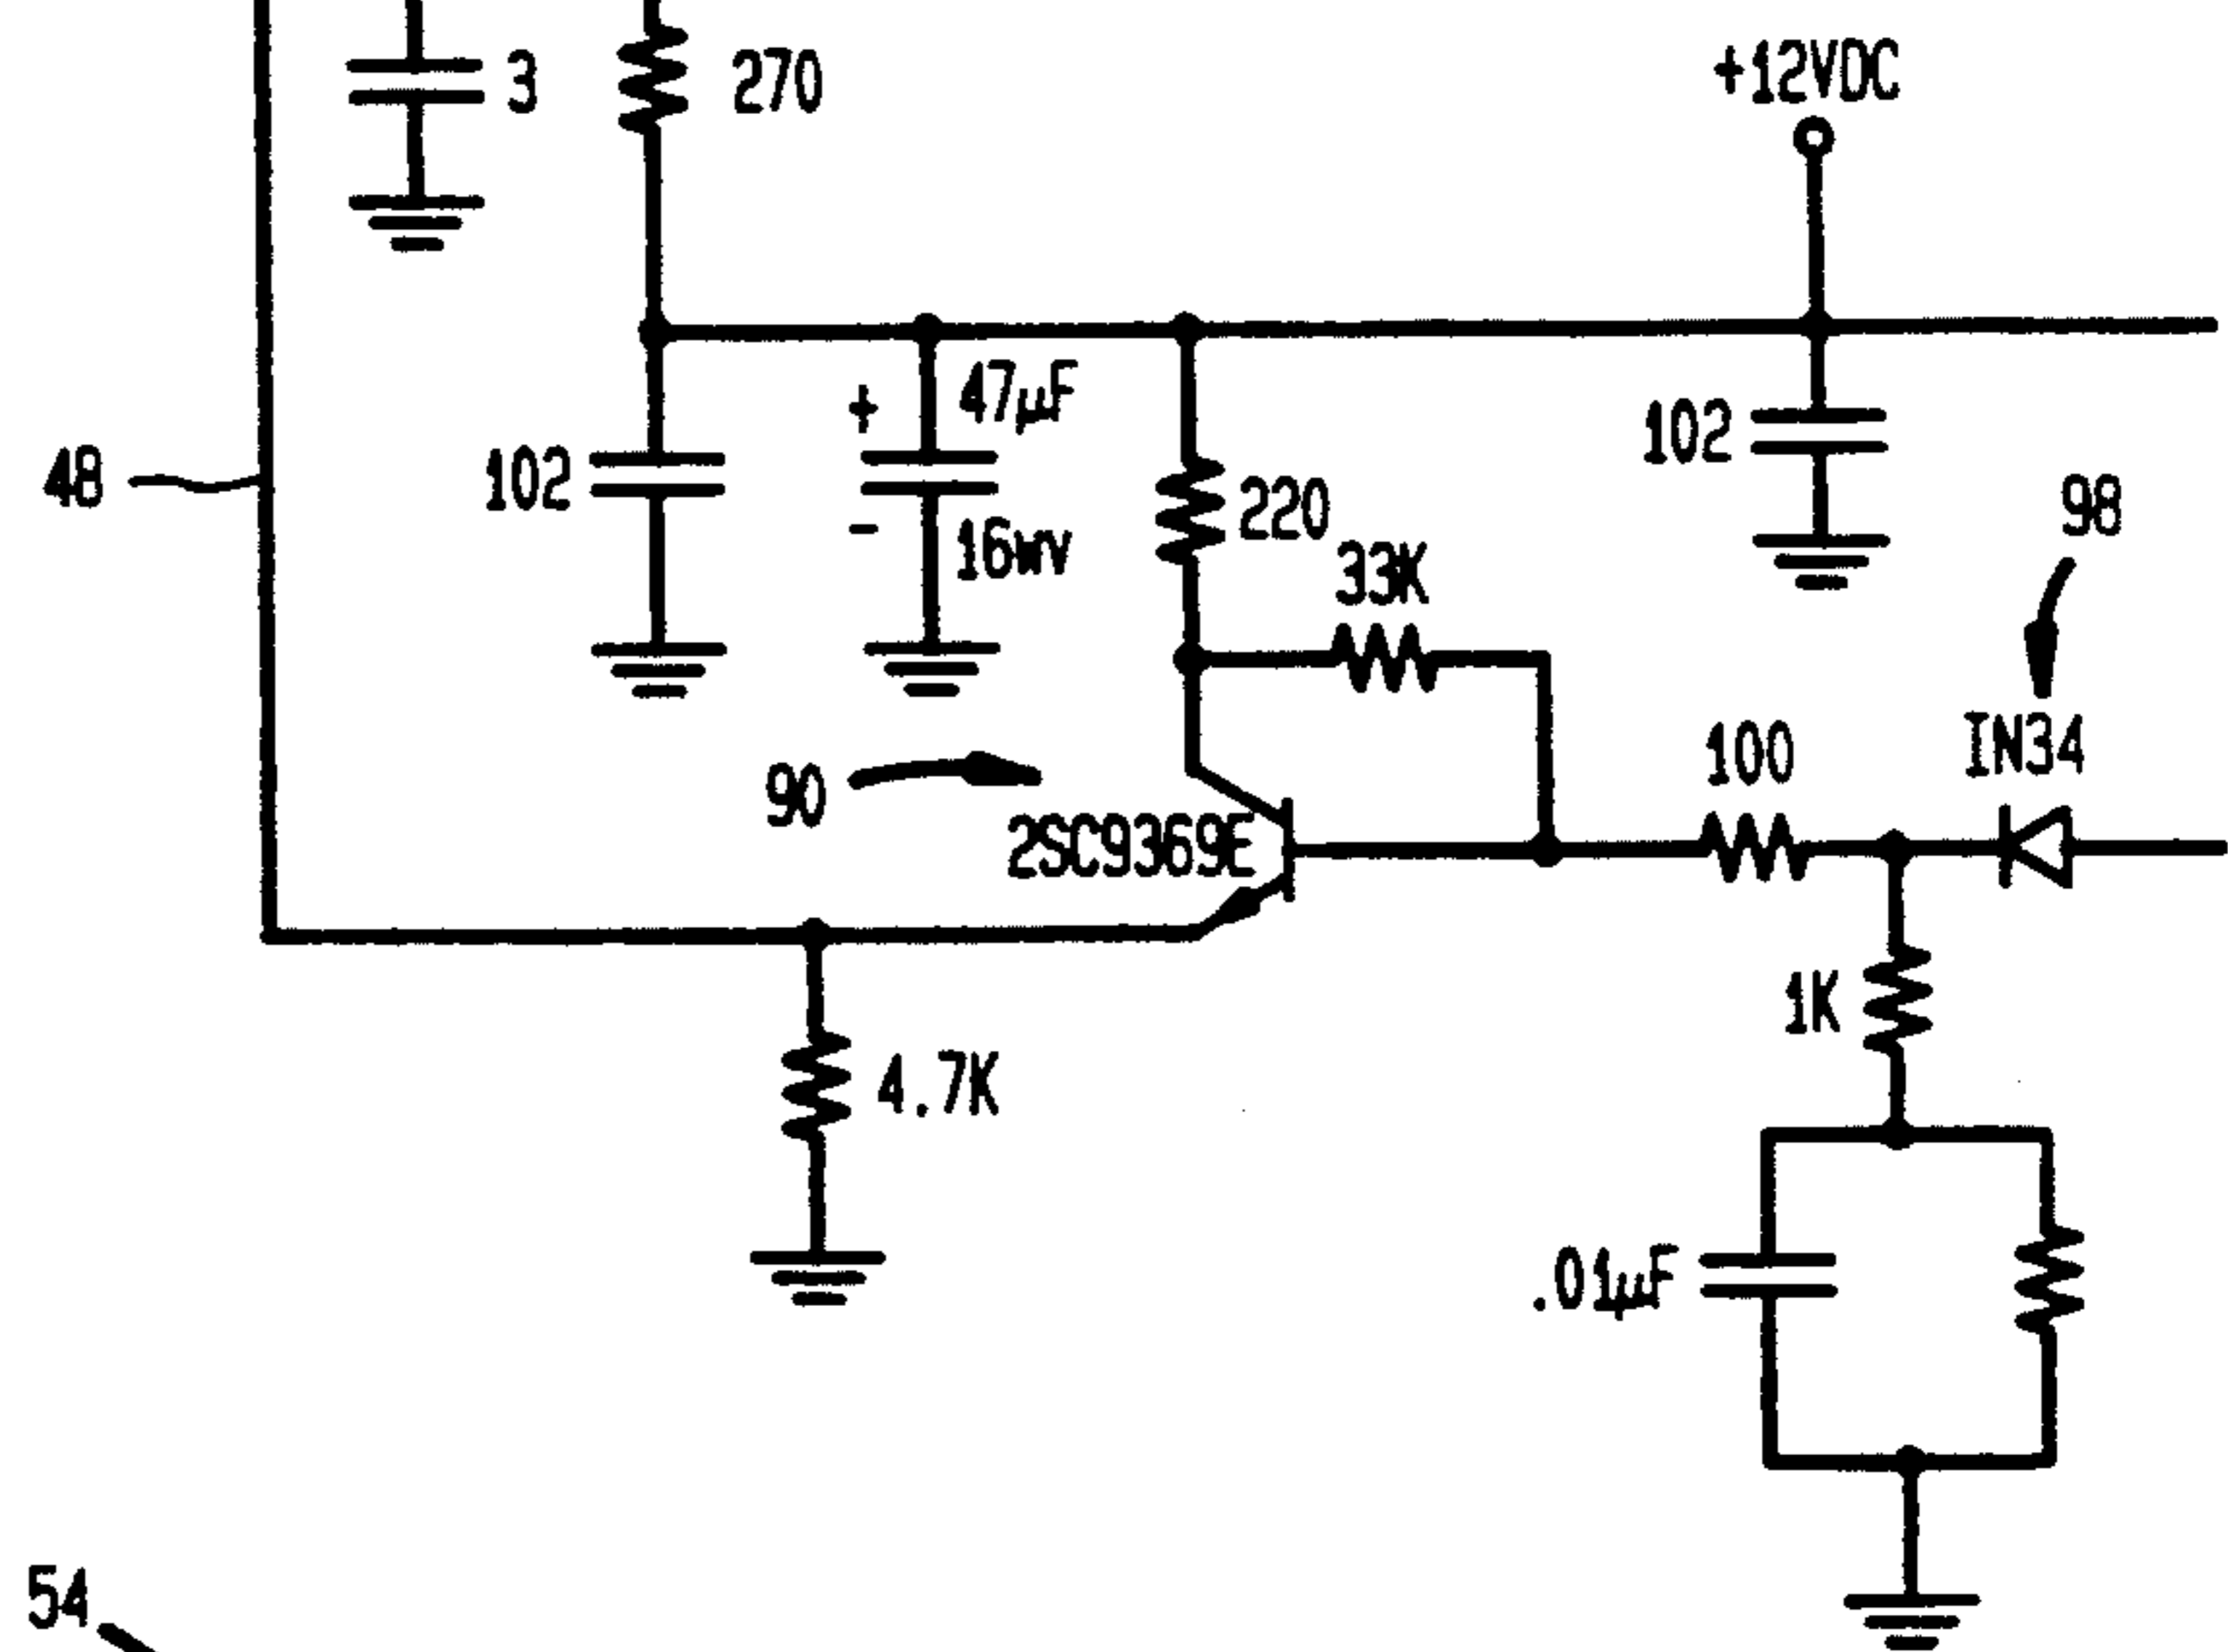 3
270
+12VDC
47µF
+
102
102
48
-
16WV
220
98
33K
IN34
100
90
2SC9369E
1K
4.7K
.01µF
54